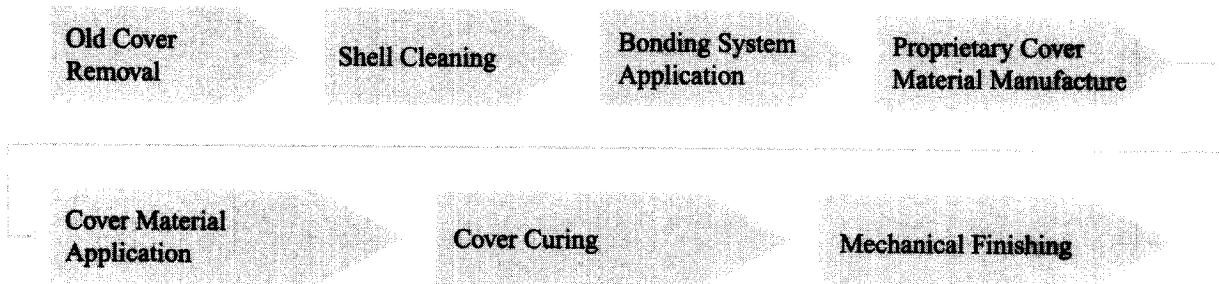 Old Cover
Removal
Shell Cleaning
Bonding System
Application
Proprietary Cover
Material Manufacture
Cover Material
Application
Cover Curing
Mechanical Finishing